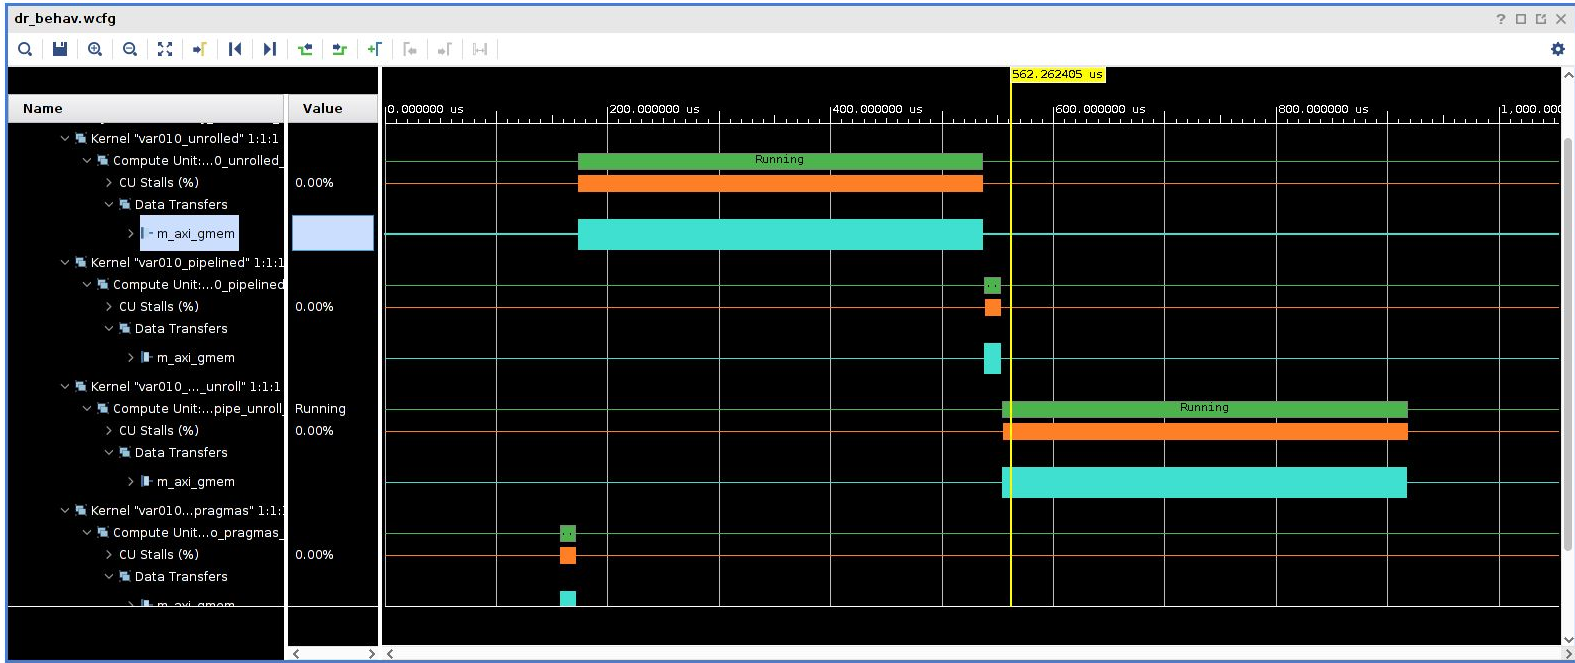 dr_behav.wcfg
562.262405 us
Name Value
0.000000 us 200.000000 us 400.000000 us 600.000000 us 800.000000 us 1,000.000
Kernel "var010_unrolled" 1:1:1
Compute Unit:...0_unrolled_ Running
CU Stalls (%) 0.00%
Data Transfers
m_axi_gmem
Kernel "var010_pipelined" 1:1:1
Compute Unit:...0_pipelined ..
CU Stalls (%) 0.00%
Data Transfers
m_axi_gmem
Kernel "var010_..._unroll" 1:1:1
Compute Unit:...pipe_unroll_ Running Running
CU Stalls (%) 0.00%
Data Transfers
m_axi_gmem
Kernel "var010...pragmas" 1:1:
Compute Unit...o_pragmas_ ..
CU Stalls (%) 0.00%
Data Transfers
m_axi_gmem